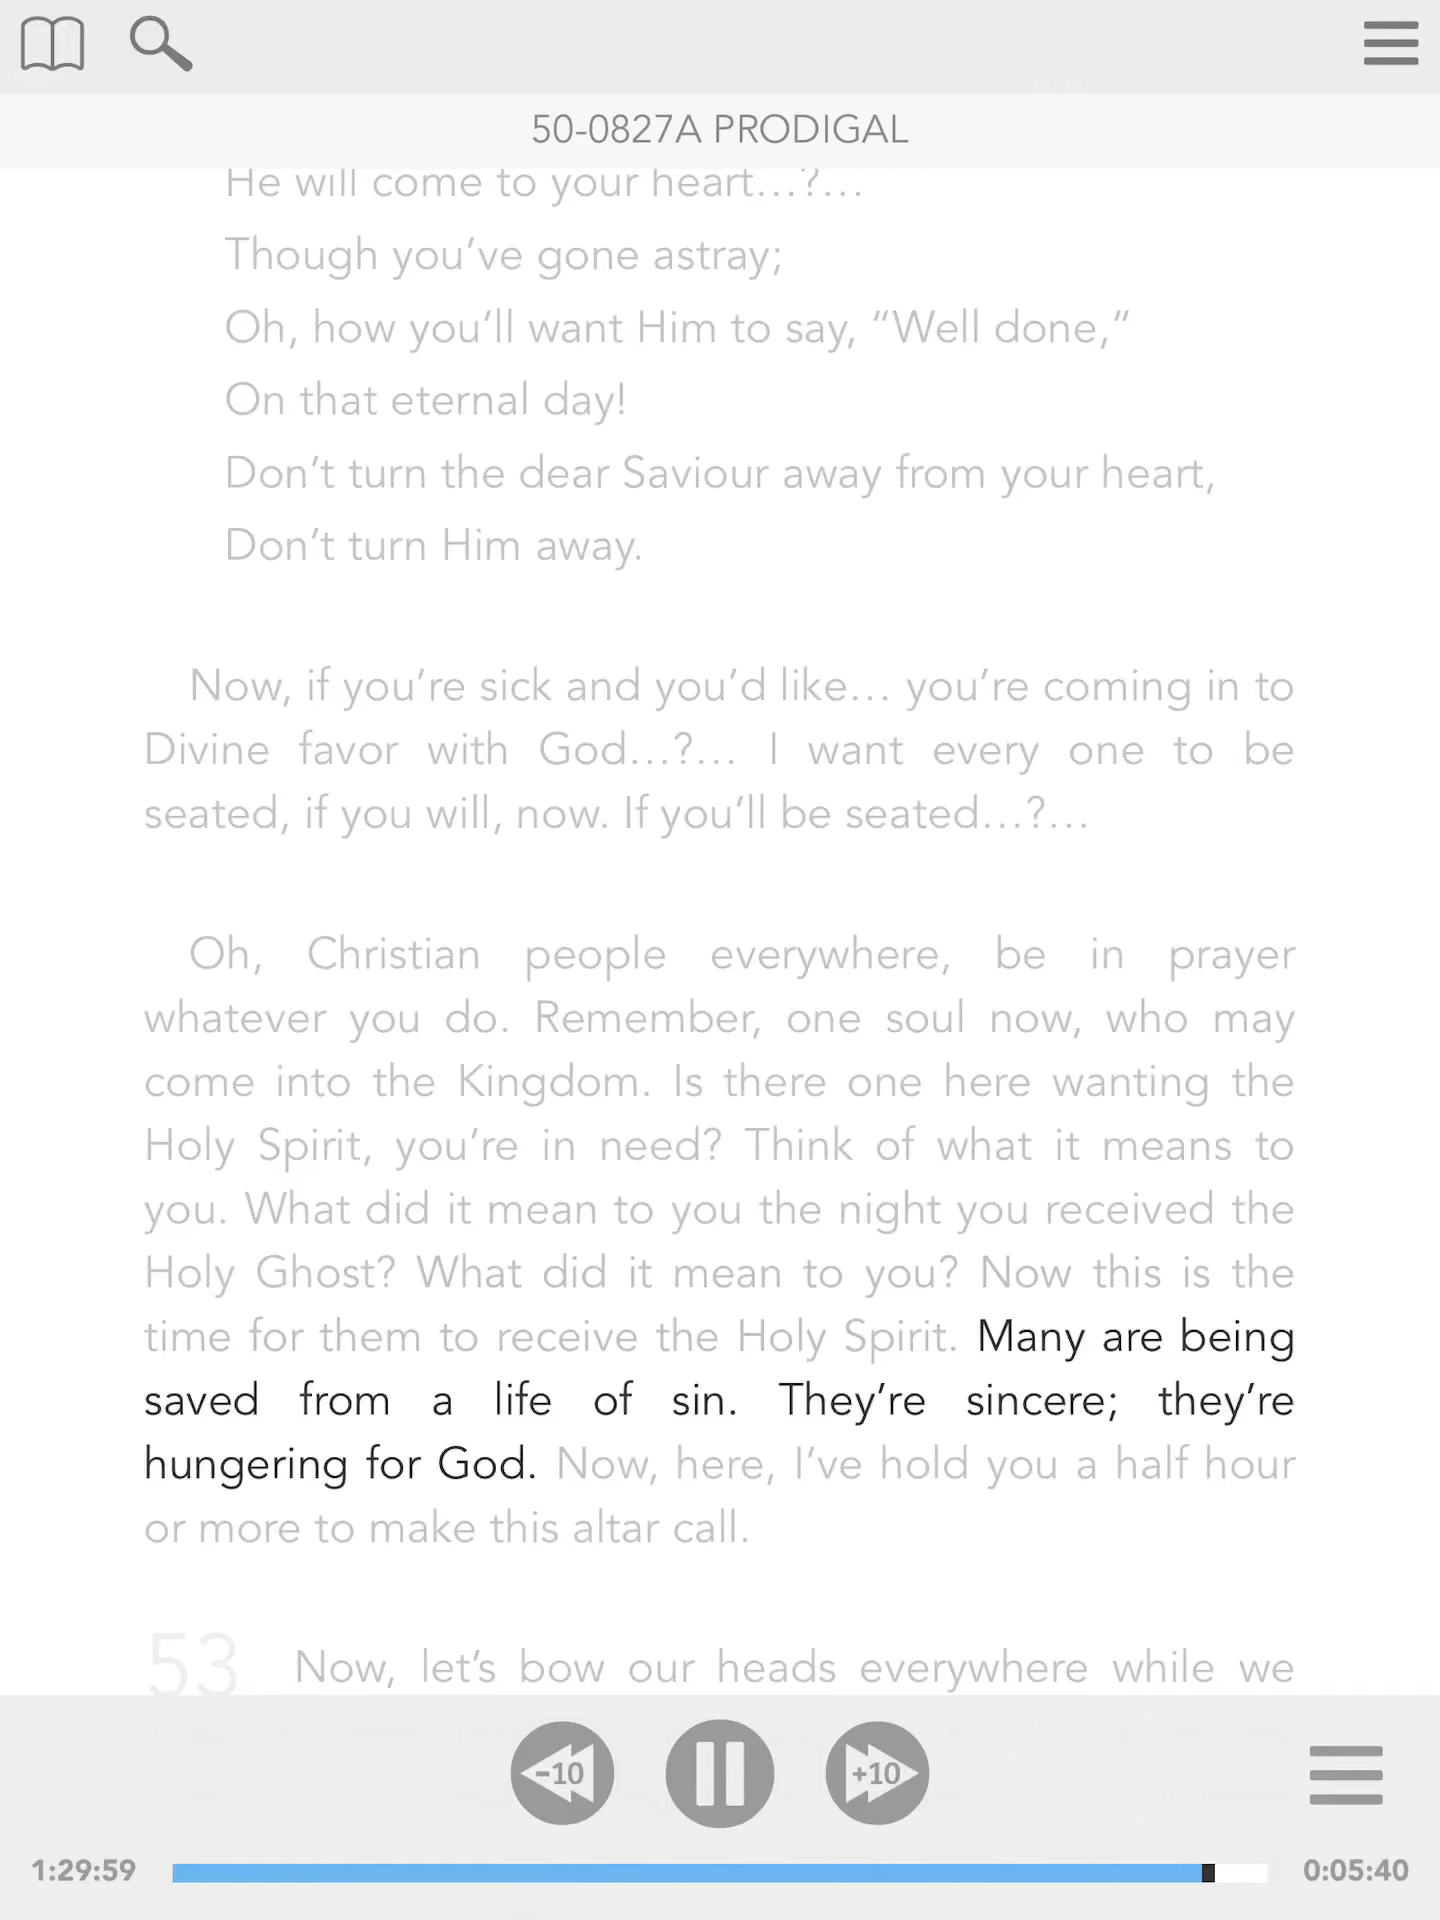 50-0827A PRODIGAL
He will come to your heart…?…
Though you’ve gone astray;
Oh, how you’ll want Him to say, “Well done,”
On that eternal day!
Don’t turn the dear Saviour away from your heart,
Don’t turn Him away.
Now, if you’re sick and you’d like… you’re coming in to
Divine favor with God…?… I want every one to be
seated, if you will, now. If you’ll be seated…?…
Oh, Christian people everywhere, be in prayer
whatever you do. Remember, one soul now, who may
come into the Kingdom. Is there one here wanting the
Holy Spirit, you’re in need? Think of what it means to
you. What did it mean to you the night you received the
Holy Ghost? What did it mean to you? Now this is the
time for them to receive the Holy Spirit. Many are being
saved from a life of sin. They’re sincere; they’re
hungering for God. Now, here, I’ve hold you a half hour
or more to make this altar call.
53 Now, let’s bow our heads everywhere while we
-10 +10
1:29:59 0:05:40